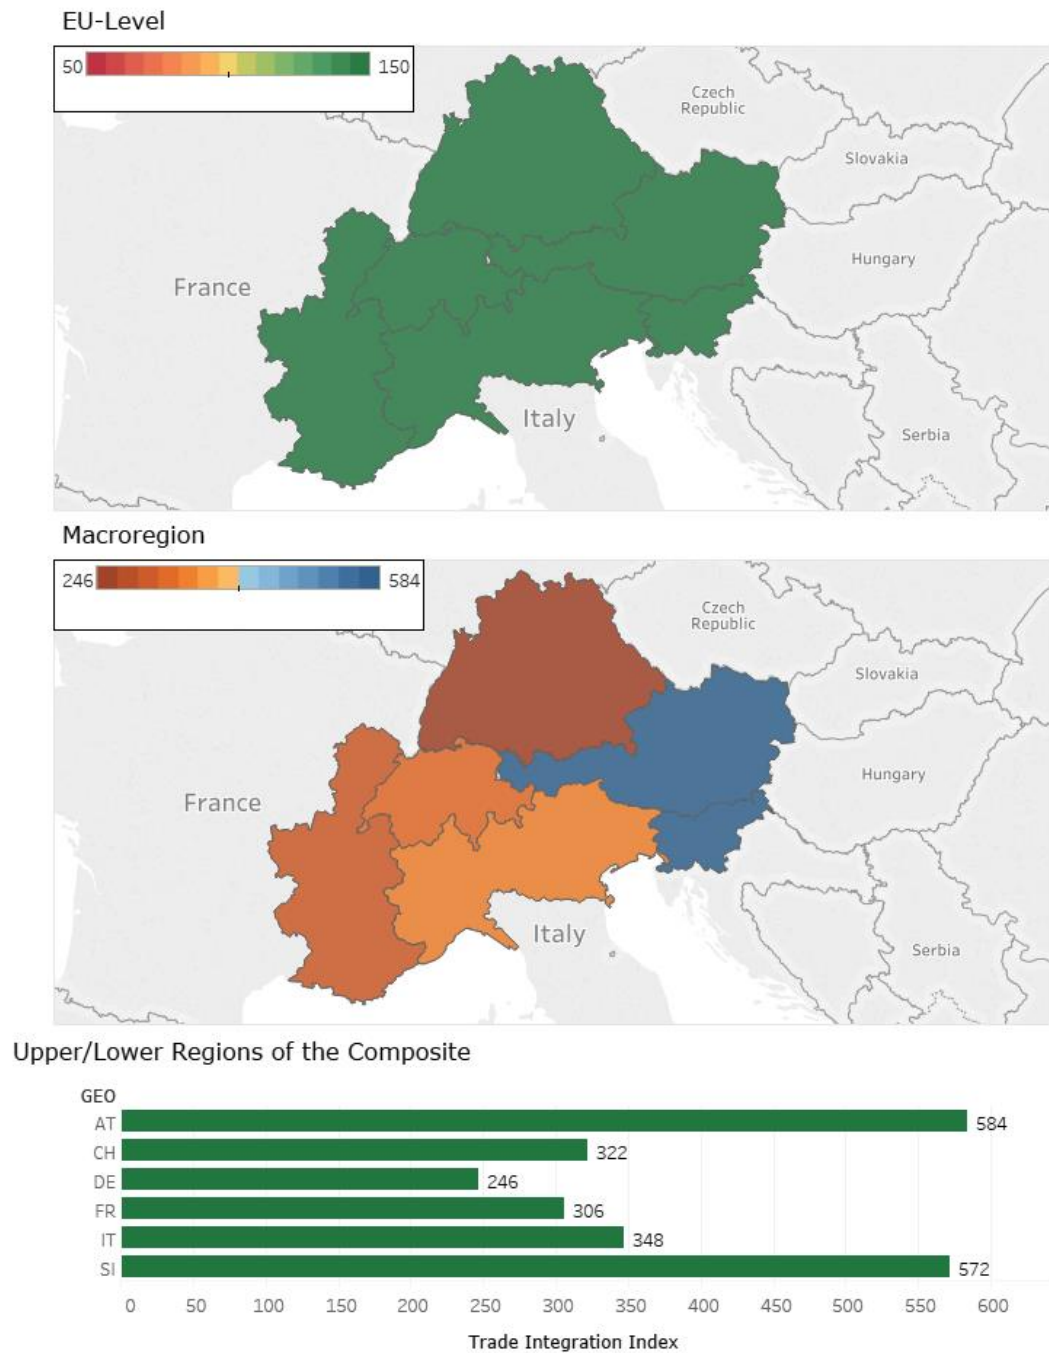 EU-Level
50 150
Czech
Republic
Slovakia
Hungary
France
Italy
Serbia
Macroregion
246 584
Czech
Republic
Slovakia
Hungary
France
Italy
Serbia
Upper/Lower Regions of the Composite
GEO
AT 584
CH 322
DE 246
FR 306
IT 348
SI 572
0 50 100 150 200 250 300 350 400 450 500 550 600
Trade Integration Index